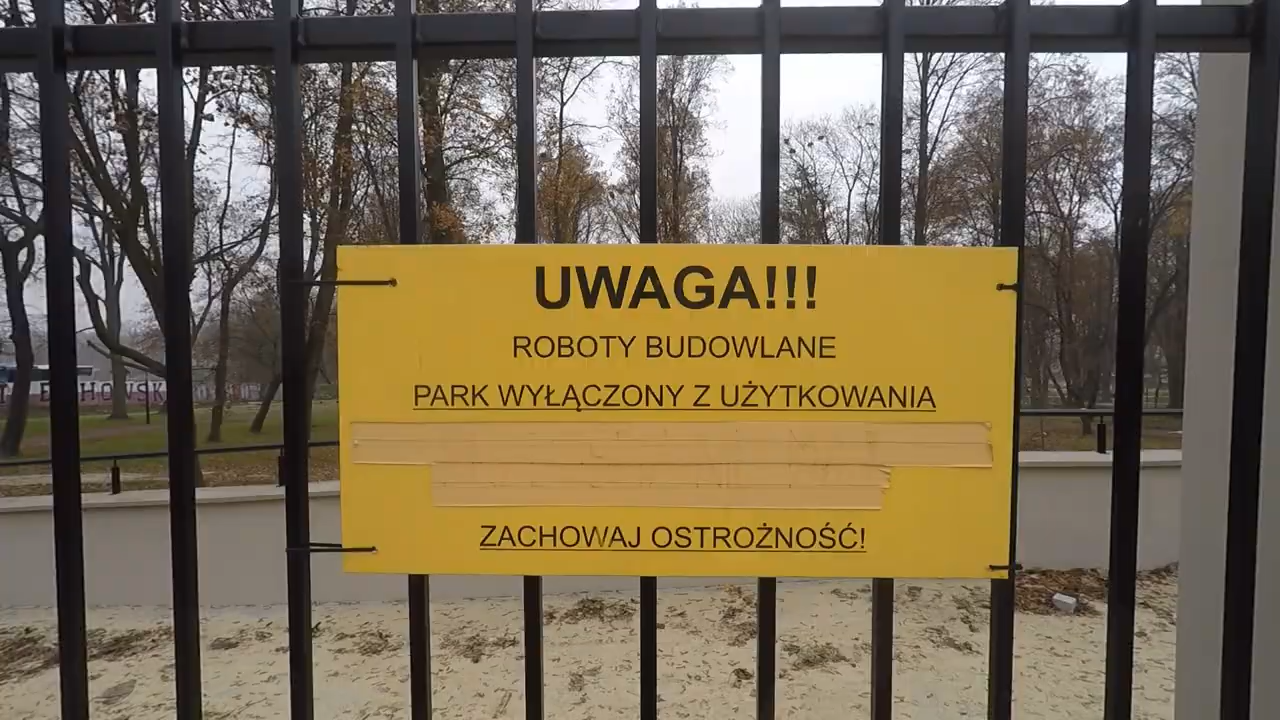 UWAGA!!!
ROBOTY BUDOWLANE
PARK WYŁĄCZONY Z UŻYTKOWANIA
ZACHOWAJ OSTROŻNOŚĆ!